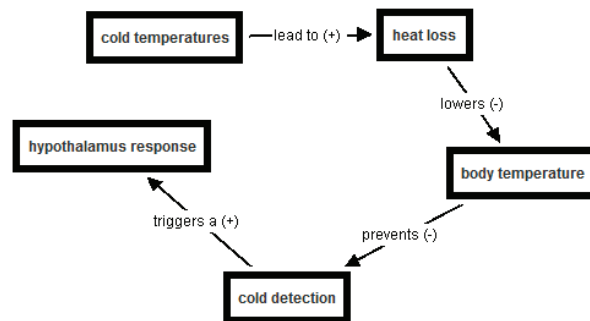 cold temperatures
lead to (+)
heat loss
lowers (-)
hypothalamus response
body temperature
triggers a (+)
prevents (-)
cold detection